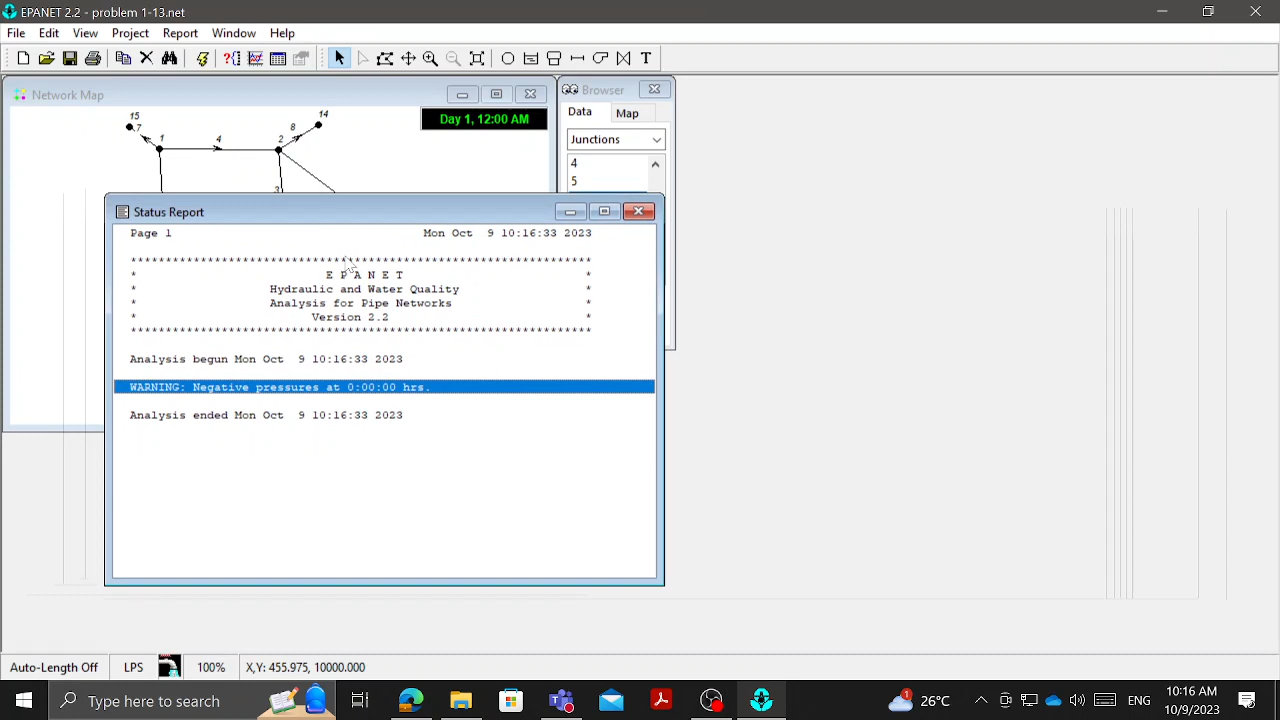 EPANET 2.2 - problem 1-13.net
File Edit View Project Report Window Help
Network Map
Browser
15
14
Day 1, 12:00 AM
Data Map
7
8
1
4
2
Junctions
4
5
3
Status Report
Page 1 Mon Oct 9 10:16:33 2023
******************************************************************
* E P A N E T *
* Hydraulic and Water Quality *
* Analysis for Pipe Networks *
* Version 2.2 *
******************************************************************
Analysis begun Mon Oct 9 10:16:33 2023
WARNING: Negative pressures at 0:00:00 hrs.
Analysis ended Mon Oct 9 10:16:33 2023
Auto-Length Off LPS 100% X,Y: 455.975, 10000.000
Type here to search
1
26°C
ENG
10:16 AM
10/9/2023